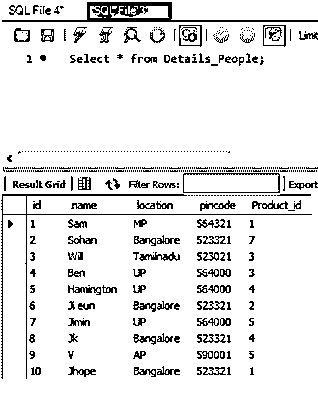 SQL File 4* SQL File 3*
Limit
1 Select * from Details_People;
Result Grid Filter Rows: Export
id name location pincode Product_id
1 Sam MP 564321 1
2 Sohan Bangalore 523321 7
3 Will Tamilnadu 523021 3
4 Ben UP 564000 3
5 Hamington UP 564000 4
6 Ji eun Bangalore 523321 2
7 Jimin UP 564000 5
8 Jk Bangalore 523321 4
9 V AP 590001 5
10 Jhope Bangalore 523321 1